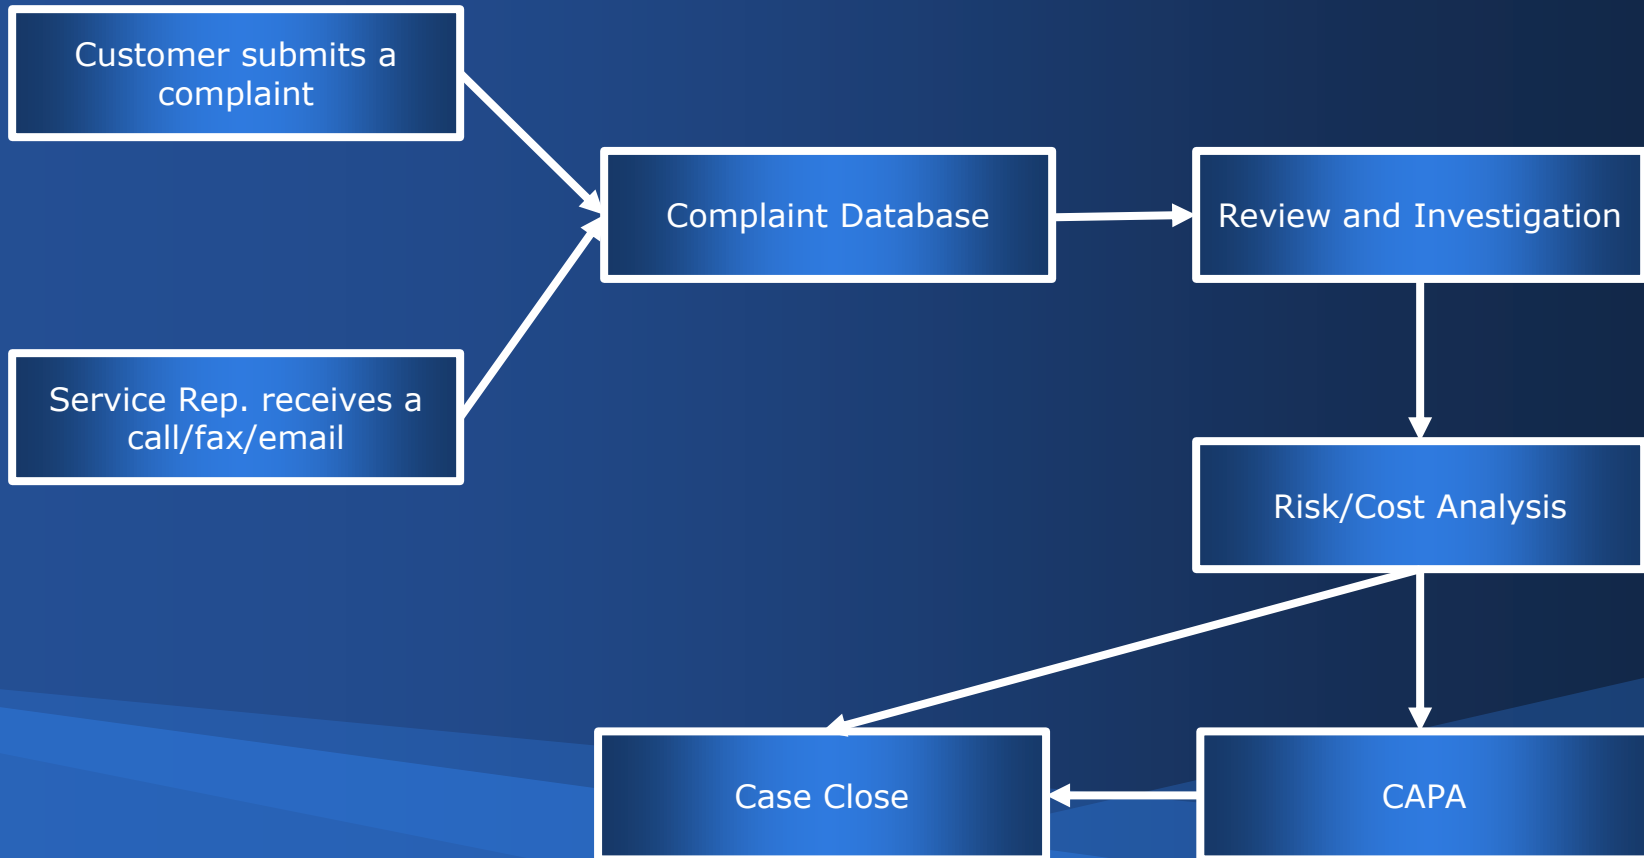 Customer submits a
complaint
Complaint Database
Review and Investigation
Service Rep. receives a
call/fax/email
Risk/Cost Analysis
Case Close
CAPA